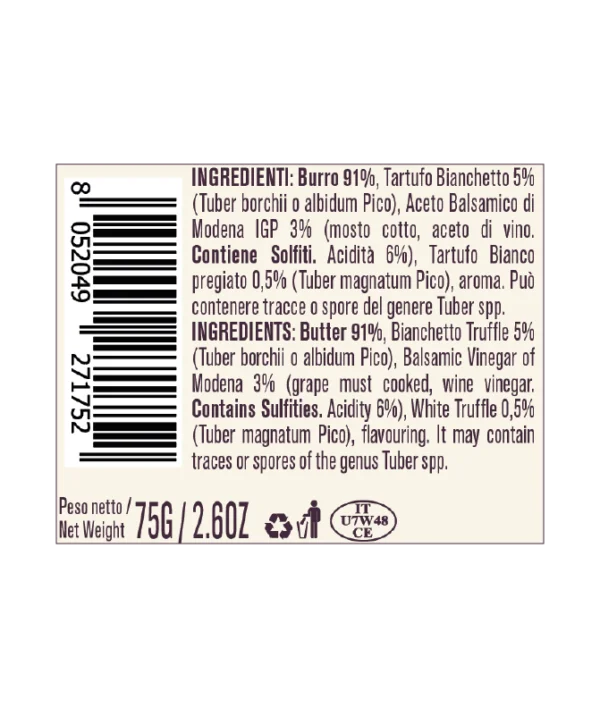 INGREDIENTI: Burro 91%, Tartufo Bianchetto 5%
(Tuber borchii o albidum Pico), Aceto Balsamico di
Modena IGP 3% (mosto cotto, aceto di vino.
Contiene Solfiti. Acidità 6%), Tartufo Bianco
pregiato 0,5% (Tuber magnatum Pico), aroma. Può
contenere tracce o spore del genere Tuber spp.
INGREDIENTS: Butter 91%, Bianchetto Truffle 5%
(Tuber borchii o albidum Pico), Balsamic Vinegar of
Modena 3% (grape must cooked, wine vinegar.
Contains Sulfities. Acidity 6%), White Truffle 0,5%
(Tuber magnatum Pico), flavouring. It may contain
traces or spores of the genus Tuber spp.
8 052049 271752
Peso netto /
Net Weight
75G / 2.6OZ
IT
U7W48
CE